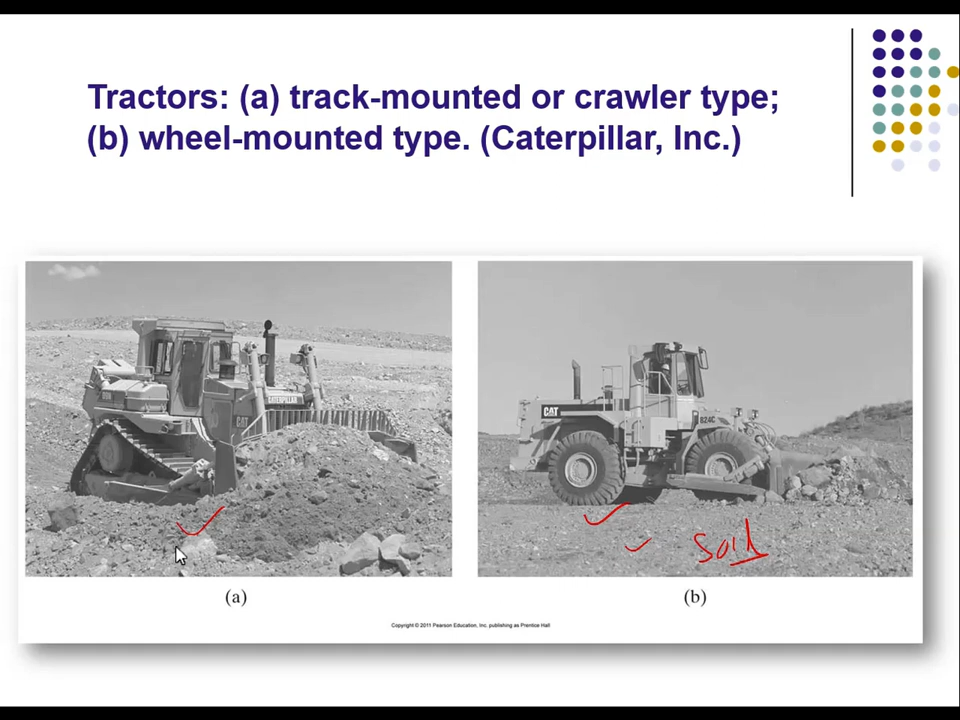 Tractors: (a) track-mounted or crawler type;
(b) wheel-mounted type. (Caterpillar, Inc.)
CATERPILLAR
CAT
CAT
824C
soil
(a)
(b)
Copyright © 2011 Pearson Education, Inc. publishing as Prentice Hall